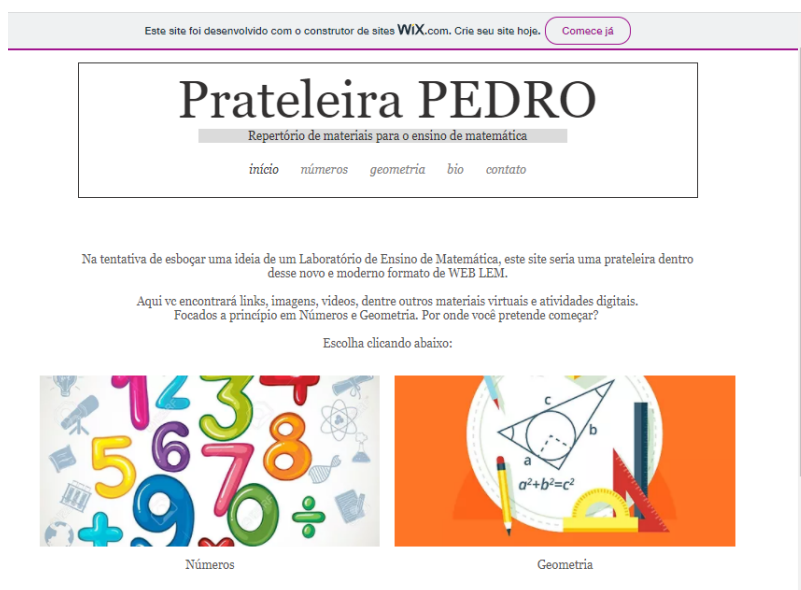 Este site foi desenvolvido com o construtor de sites WiX.com. Crie seu site hoje. Comece já
Prateleira PEDRO
Repertório de materiais para o ensino de matemática
início números geometria bio contato
Na tentativa de esboçar uma ideia de um Laboratório de Ensino de Matemática, este site seria uma prateleira dentro
desse novo e moderno formato de WEB LEM.
Aqui vc encontrará links, imagens, videos, dentre outros materiais virtuais e atividades digitais.
Focados a princípio em Números e Geometria. Por onde você pretende começar?
Escolha clicando abaixo:
1 2 3 4
5 6 7 8
+ 9 0 ÷
c
b
a
a²+b²=c²
Números
Geometria